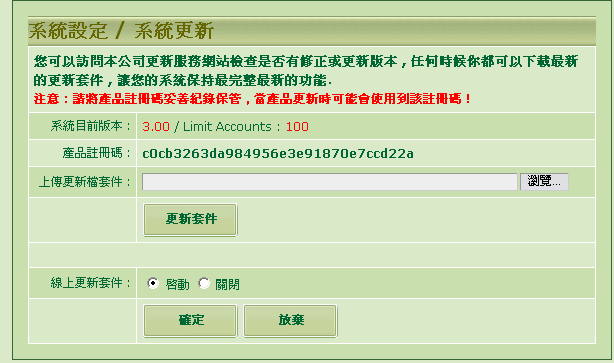 系統設定 / 系統更新
您可以訪問本公司更新服務網站檢查是否有修正或更新版本，任何時候你都可以下載最新
的更新套件，讓您的系統保持最完整最新的功能.
注意：請將產品註冊碼妥善紀錄保管，當產品更新時可能會使用到該註冊碼！
系統目前版本： 3.00 / Limit Accounts : 100
產品註冊碼： c0cb3263da984956e3e91870e7ccd22a
上傳更新檔套件： 瀏覽...
更新套件
線上更新套件： 啓動 關閉
確定 放棄